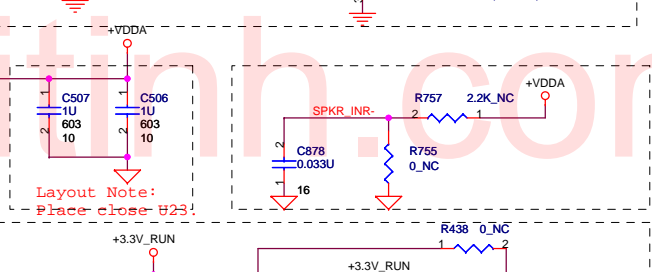 +VDDA
C507
1U
603
10
1
2
C506
1U
603
10
1
2
Layout Note:
Place close U23.
+VDDA
R757 2.2K_NC
2 1
SPKR_INR-
C878
0.033U
16
2
1
R755
0_NC
+3.3V_RUN
R438 0_NC
1 2
+3.3V_RUN
itinh.com